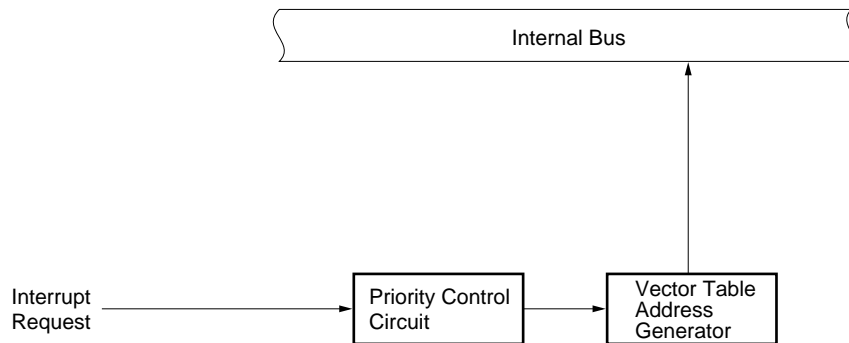 Internal Bus
Interrupt
Request
Priority Control
Circuit
Vector Table
Address
Generator